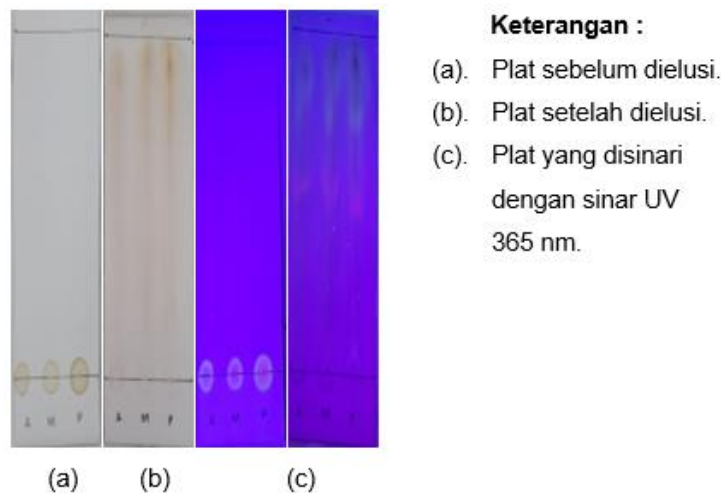 Keterangan :
(a). Plat sebelum dielusi.
(b). Plat setelah dielusi.
(c). Plat yang disinari
dengan sinar UV
365 nm.
A M P
A M P
A M P
(a) (b) (c)